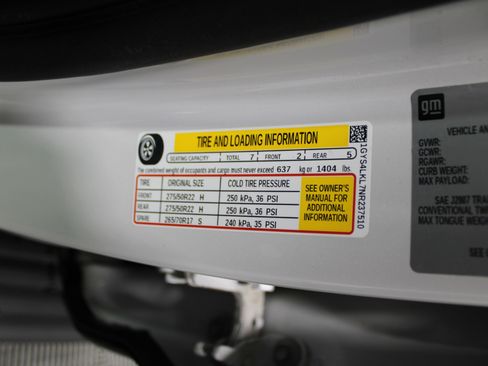 TIRE AND LOADING INFORMATION
SEATING CAPACITY TOTAL 7 FRONT 2 REAR 5
The combined weight of occupants and cargo must never exceed 637 kg or 1404 lbs.
TIRE ORIGINAL SIZE COLD TIRE PRESSURE
FRONT 275/50R22 H 250 kPa, 36 PSI
REAR 275/50R22 H 250 kPa, 36 PSI
SPARE 265/70R17 S 240 kPa, 35 PSI
SEE OWNER'S
MANUAL FOR
ADDITIONAL
INFORMATION
1GYS4LKL7NR237510
gm
VEHICLE AN
GVWR:
GCWR:
RGAWR:
CURB WEIGHT:
MAX PAYLOAD:
SAE J2807 TRA
CONVENTIONAL TW
MAX TONGUE WEIGH
SEE O